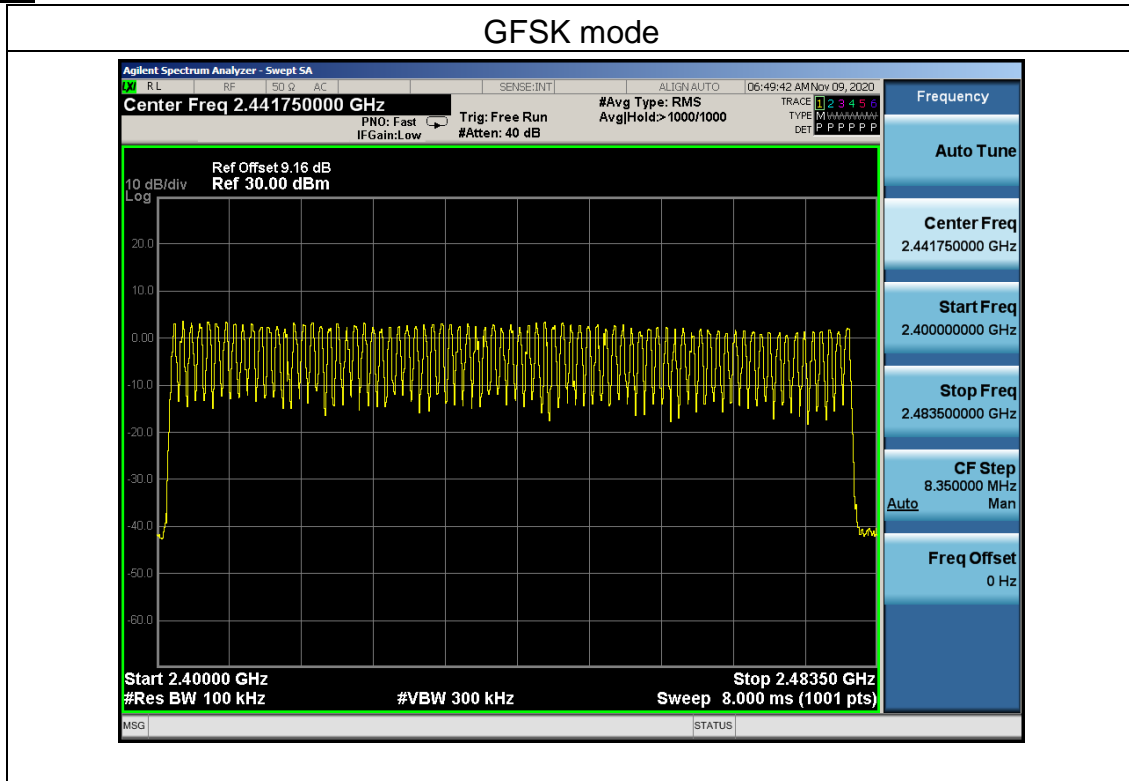 GFSK mode
Agilent Spectrum Analyzer - Swept SA
LXI RL RF 50 Ω AC SENSE:INT ALIGN AUTO 06:49:42 AM Nov 09, 2020
Center Freq 2.441750000 GHz
PNO: Fast
IFGain:Low
Trig: Free Run
#Atten: 40 dB
#Avg Type: RMS
Avg|Hold:> 1000/1000
TRACE 1 2 3 4 5 6
TYPE M
DET P P P P P P
Ref Offset 9.16 dB
10 dB/div Ref 30.00 dBm
Log
20.0
10.0
0.00
-10.0
-20.0
-30.0
-40.0
-50.0
-60.0
Start 2.40000 GHz Stop 2.48350 GHz
#Res BW 100 kHz #VBW 300 kHz Sweep 8.000 ms (1001 pts)
MSG STATUS
Frequency
Auto Tune
Center Freq
2.441750000 GHz
Start Freq
2.400000000 GHz
Stop Freq
2.483500000 GHz
CF Step
8.350000 MHz
Auto Man
Freq Offset
0 Hz